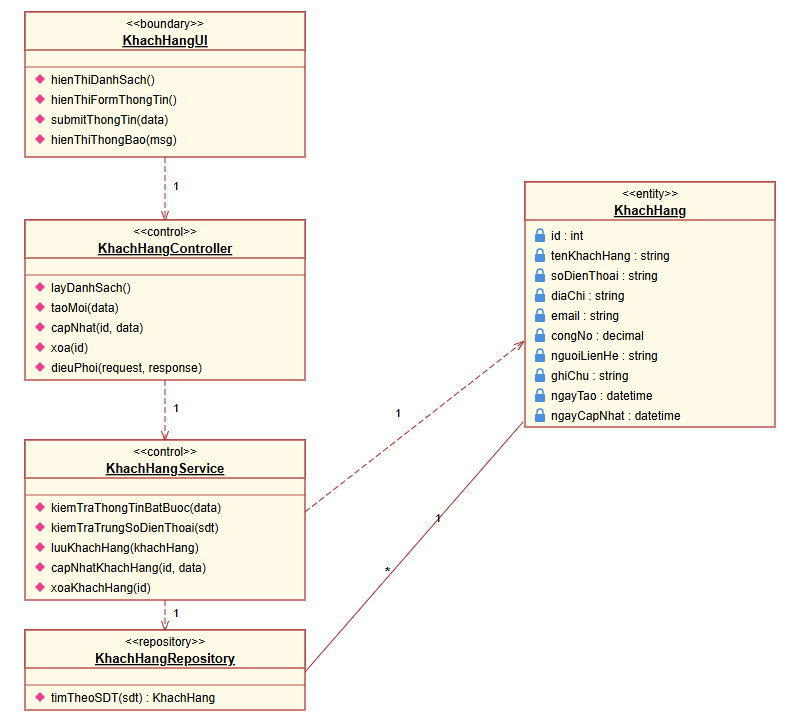 <<boundary>>
KhachHangUI
hienThiDanhSach()
hienThiFormThongTin()
submitThongTin(data)
hienThiThongBao(msg)
1
<<control>>
KhachHangController
layDanhSach()
taoMoi(data)
capNhat(id, data)
xoa(id)
dieuPhoi(request, response)
1
<<control>>
KhachHangService
kiemTraThongTinBatBuoc(data)
kiemTraTrungSoDienThoai(sdt)
luuKhachHang(khachHang)
capNhatKhachHang(id, data)
xoaKhachHang(id)
1
<<repository>>
KhachHangRepository
timTheoSDT(sdt) : KhachHang
<<entity>>
KhachHang
id : int
tenKhachHang : string
soDienThoai : string
diaChi : string
email : string
congNo : decimal
nguoiLienHe : string
ghiChu : string
ngayTao : datetime
ngayCapNhat : datetime
1
1
*